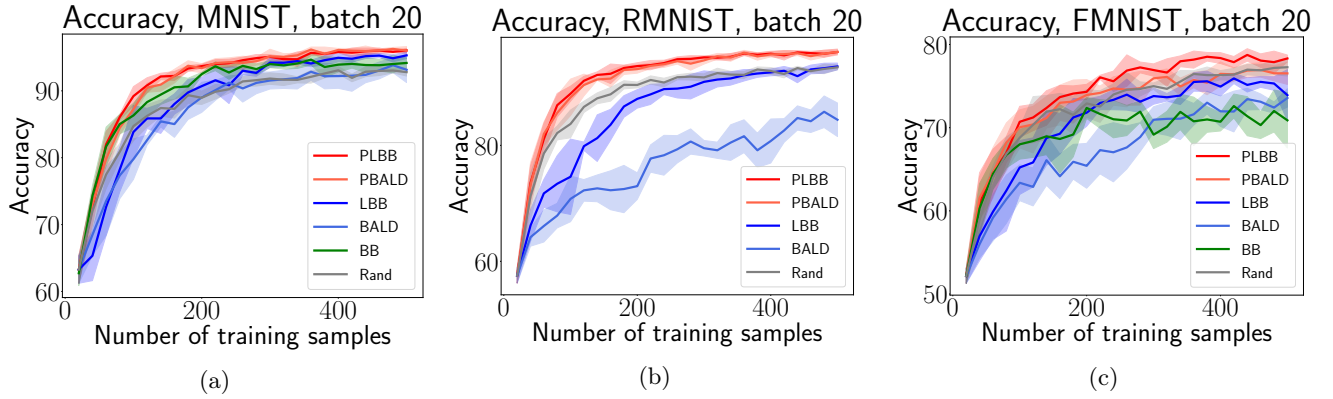 Accuracy, MNIST, batch 20
Accuracy
90
80
70
60
0
200
400
Number of training samples
PLBB
PBALD
LBB
BALD
BB
Rand
(a)
Accuracy, RMNIST, batch 20
Accuracy
80
60
0
200
400
Number of training samples
PLBB
PBALD
LBB
BALD
Rand
(b)
Accuracy, FMNIST, batch 20
Accuracy
80
70
60
50
0
200
400
Number of training samples
PLBB
PBALD
LBB
BALD
BB
Rand
(c)